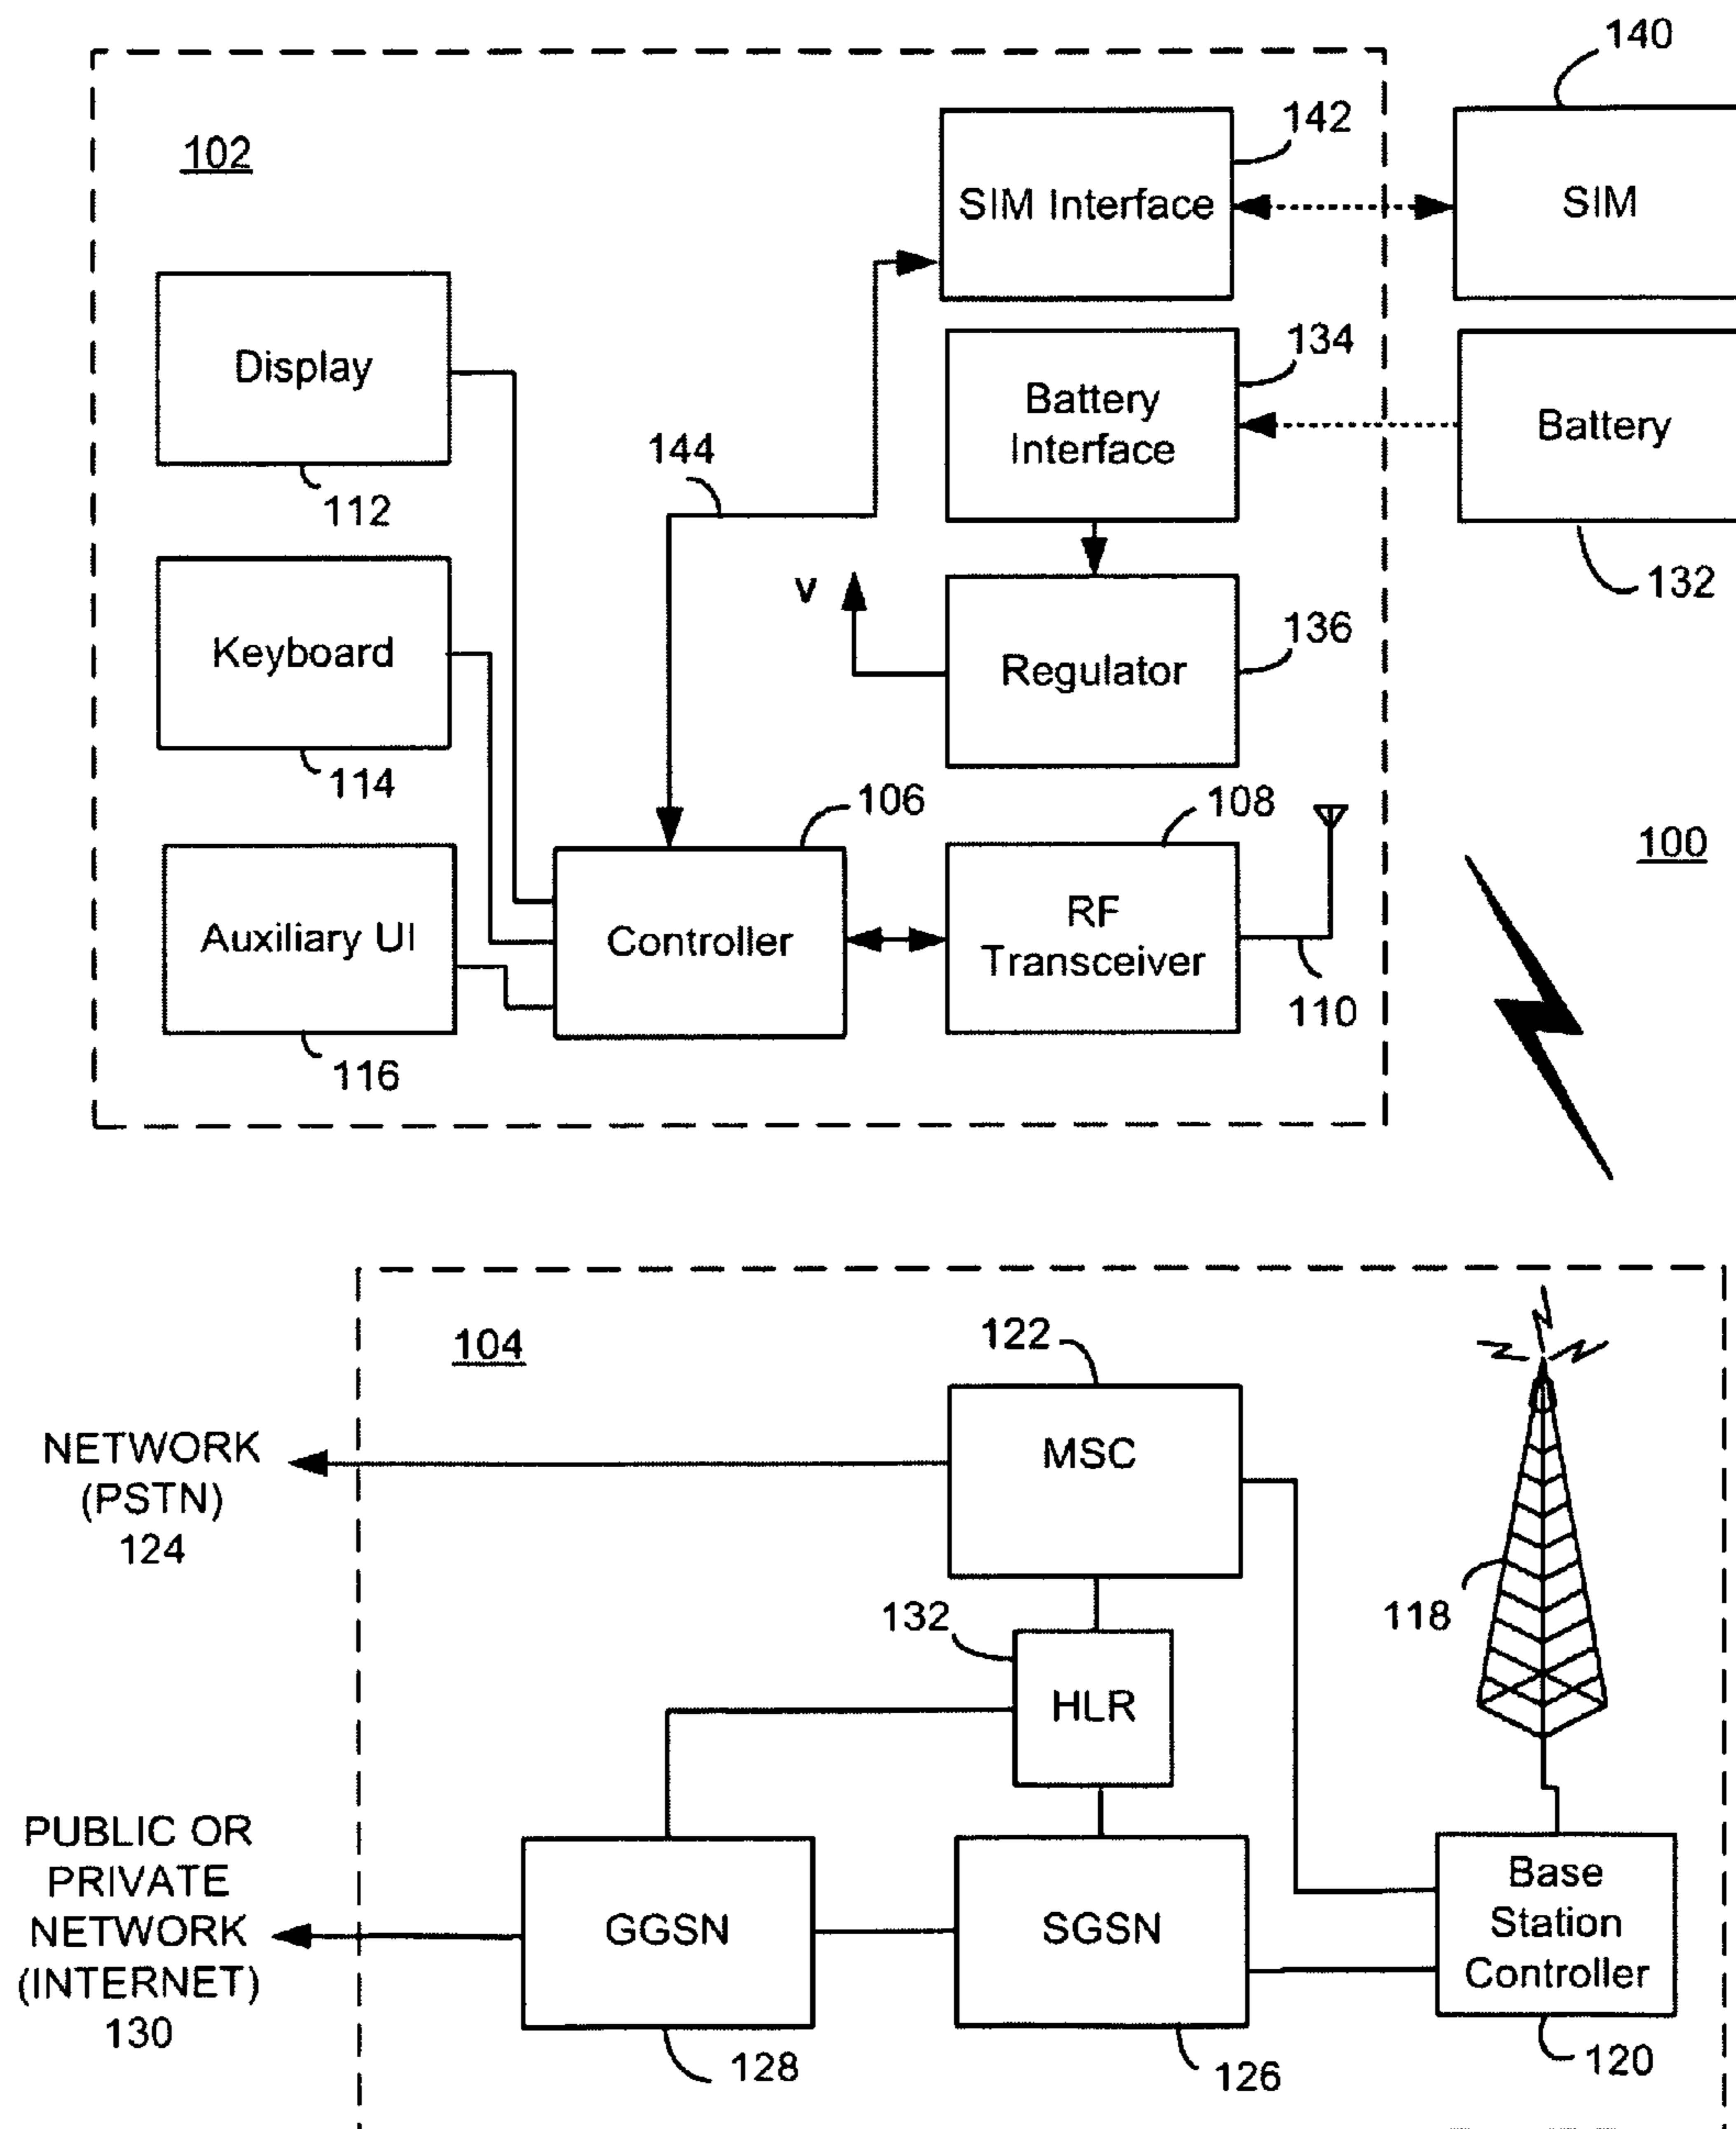 140
142
102
SIM Interface
SIM
134
Display
Battery
Interface
Battery
144
112
V
132
136
Keyboard
Regulator
114
106
108
100
RF
Transceiver
Auxiliary UI
Controller
110
116
122
104
NETWORK
(PSTN)
124
MSC
118
132
HLR
PUBLIC OR
PRIVATE
NETWORK
(INTERNET)
130
GGSN
SGSN
Base
Station
Controller
128
126
120